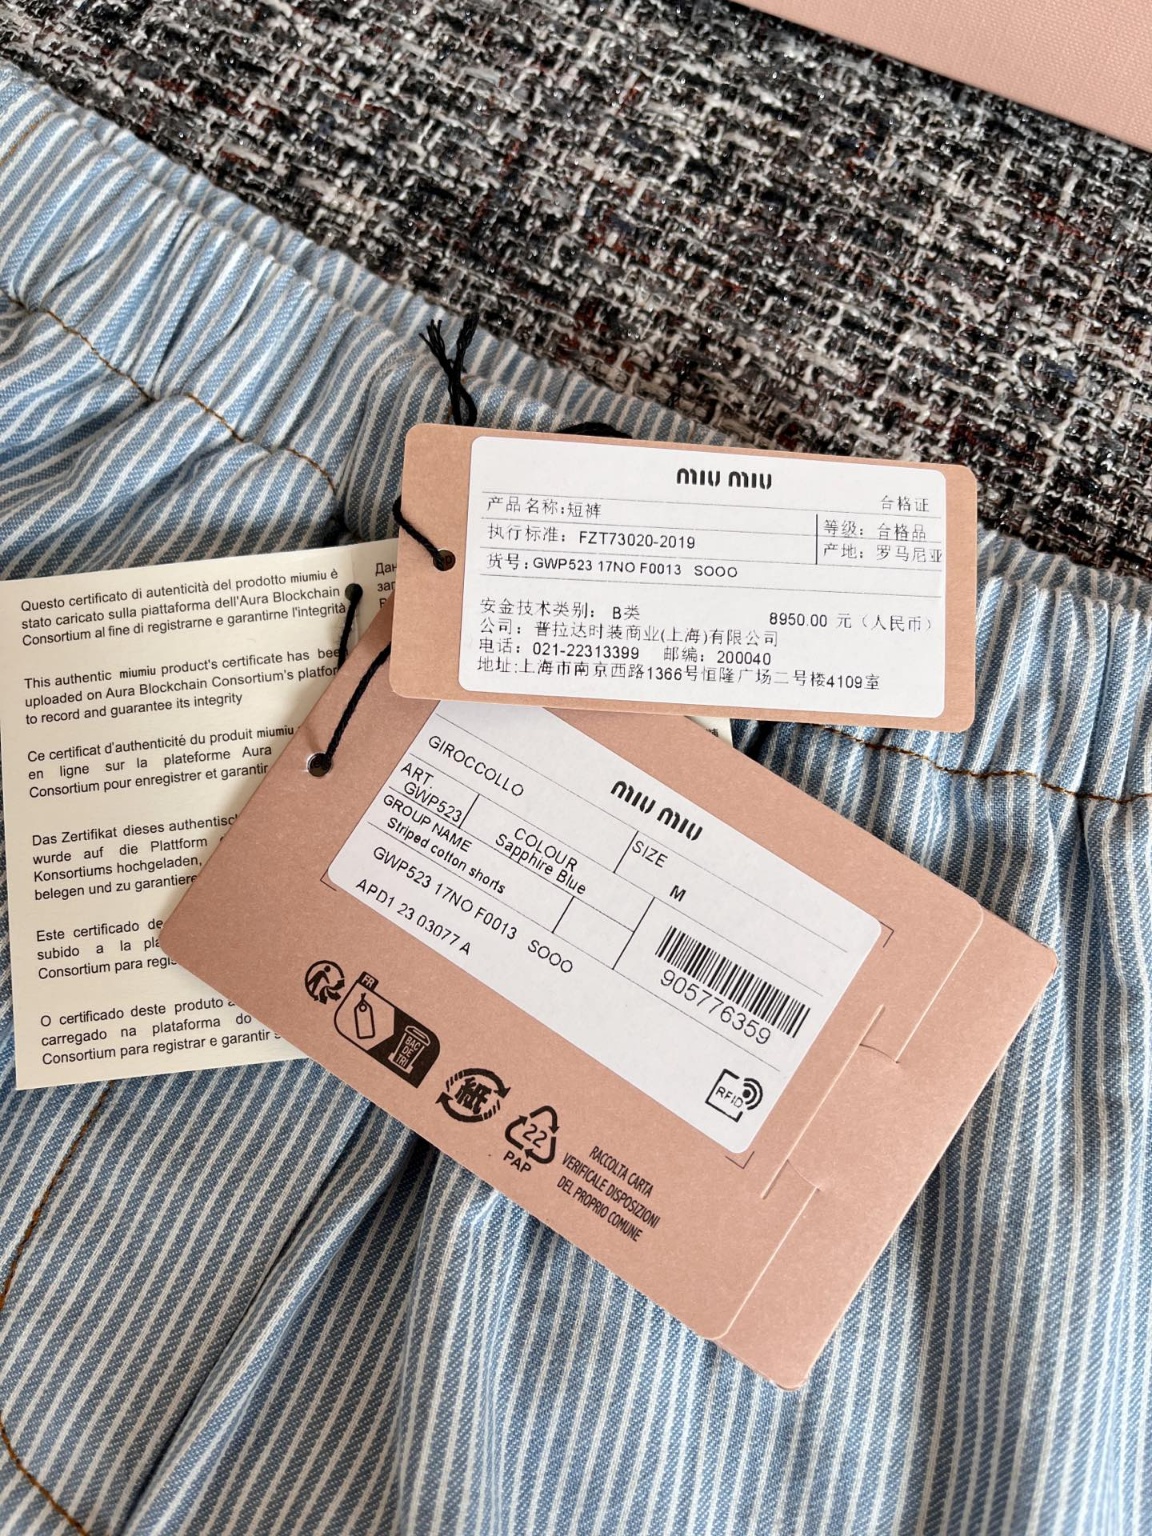 MIU MIU
合格证
产品名称:短裤
等级: 合格品
执行标准: FZT73020-2019
产地: 罗马尼亚
货号: GWP523 17NO F0013 SOOO
安全技术类别: B类
8950.00 元(人民币)
公司: 普拉达时装商业(上海)有限公司
电话: 021-22313399 邮编: 200040
地址:上海市南京西路1366号恒隆广场二号楼4109室
Questo certificato di autenticità del prodotto miumiu è
stato caricato sulla piattaforma dell'Aura Blockchain
Consortium al fine di registrarne e garantirne l'integrità
This authentic miumiu product's certificate has been
uploaded on Aura Blockchain Consortium's platfor
to record and guarantee its integrity
Ce certificat d'authenticité du produit miumiu
en ligne sur la plateforme Aura
Consortium pour enregistrer et garantir
Das Zertifikat dieses authentisc
wurde auf die Plattform
Konsortiums hochgeladen,
belegen und zu garantiere
Este certificado de
subido a la pla
Consortium para regis
O certificado deste produto a
carregado na plataforma do
Consortium para registrar e garantir s
Дан
заг
MIU MIU
GIROCCOLLO
ART.
GWP523
COLOUR
Sapphire Blue
SIZE
M
GROUP NAME
Striped cotton shorts
GWP523 17NO F0013 SOOO
APD1 23 03077 A
905776359
RFID
FR
BAC
DE
TRI
紙
22
PAP
RACCOLTA CARTA
VERIFICALE DISPOSIZIONI
DEL PROPRIO COMUNE